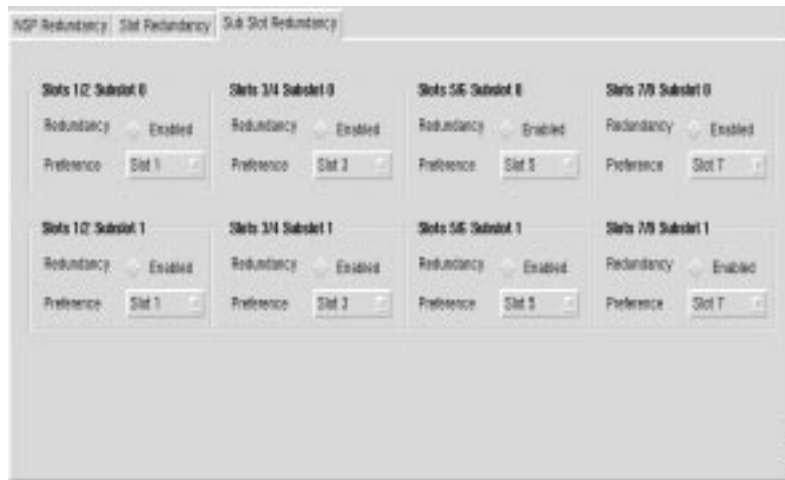 NSP Redundancy Slot Redundancy Sub Slot Redundancy
Slots 1/2 Subslot 0 Slots 3/4 Subslot 0 Slots 5/6 Subslot 0 Slots 7/8 Subslot 0
Redundancy Enabled Redundancy Enabled Redundancy Enabled Redundancy Enabled
Preference Slot 1 Preference Slot 3 Preference Slot 5 Preference Slot 7
Slots 1/2 Subslot 1 Slots 3/4 Subslot 1 Slots 5/6 Subslot 1 Slots 7/8 Subslot 1
Redundancy Enabled Redundancy Enabled Redundancy Enabled Redundancy Enabled
Preference Slot 1 Preference Slot 3 Preference Slot 5 Preference Slot 7